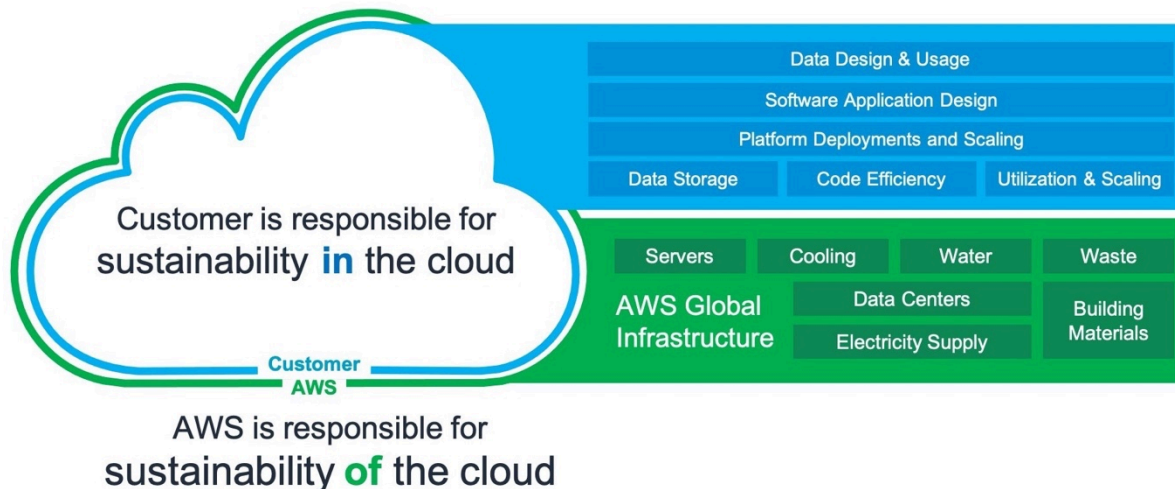 Data Design & Usage
Software Application Design
Platform Deployments and Scaling
Data Storage
Code Efficiency
Utilization & Scaling
Customer is responsible for
sustainability in the cloud
Servers
Cooling
Water
Waste
AWS Global
Infrastructure
Data Centers
Electricity Supply
Building
Materials
Customer
AWS
AWS is responsible for
sustainability of the cloud